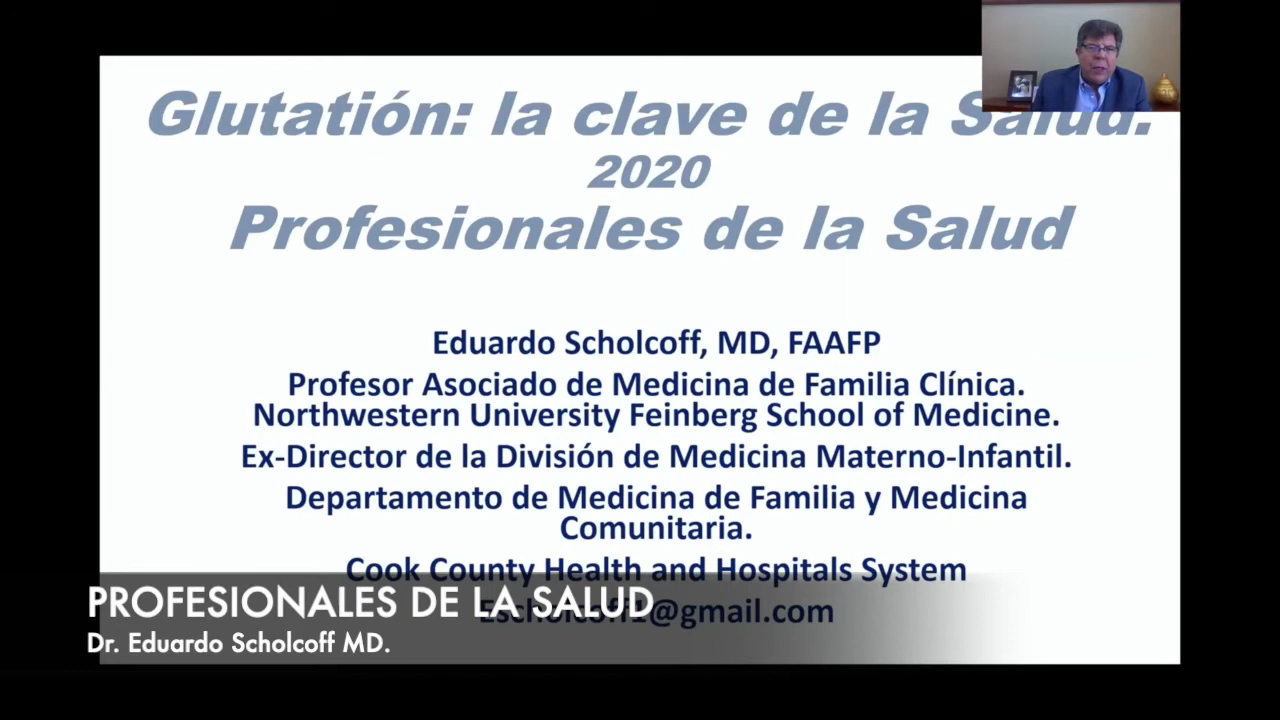 Glutatión: la clave de la Salud.
2020
Profesionales de la Salud
Eduardo Scholcoff, MD, FAAFP
Profesor Asociado de Medicina de Familia Clínica.
Northwestern University Feinberg School of Medicine.
Ex-Director de la División de Medicina Materno-Infantil.
Departamento de Medicina de Familia y Medicina
Comunitaria.
Cook County Health and Hospitals System
Escholcoff1@gmail.com
PROFESIONALES DE LA SALUD
Dr. Eduardo Scholcoff MD.